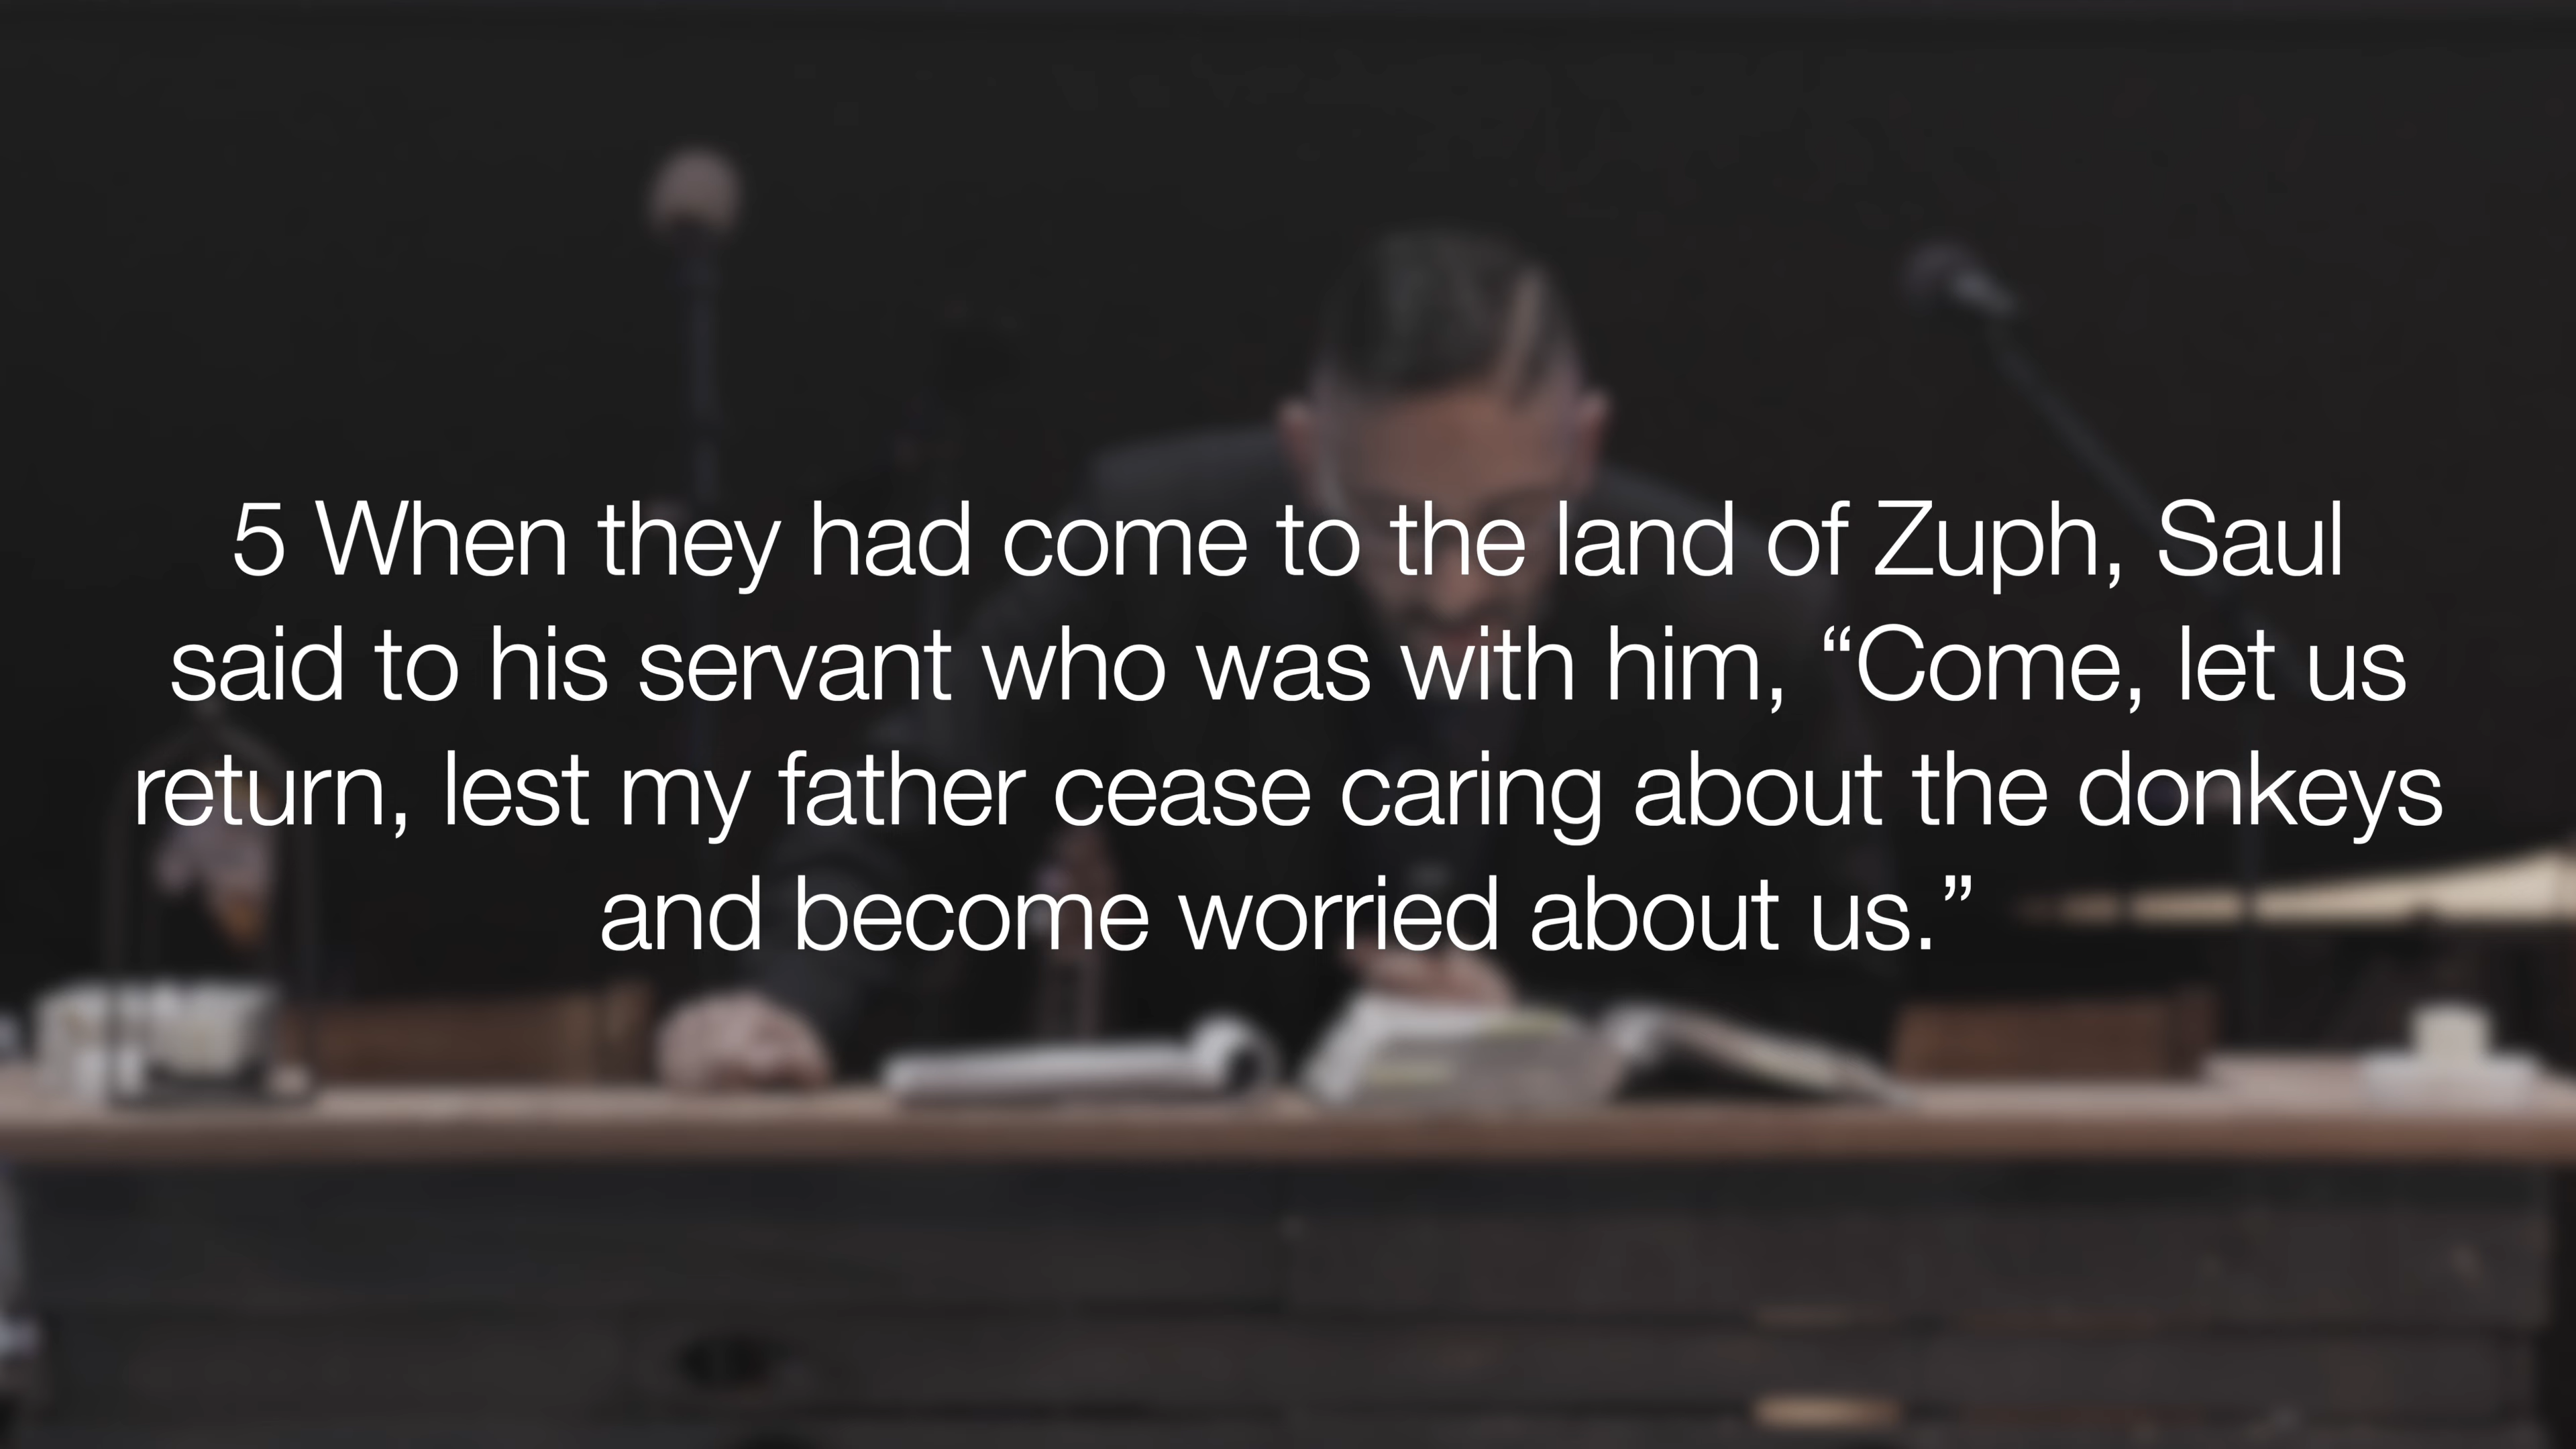 5 When they had come to the land of Zuph, Saul
said to his servant who was with him,  “Come, let us
return, lest my father cease caring about the donkeys
and become worried about us.”